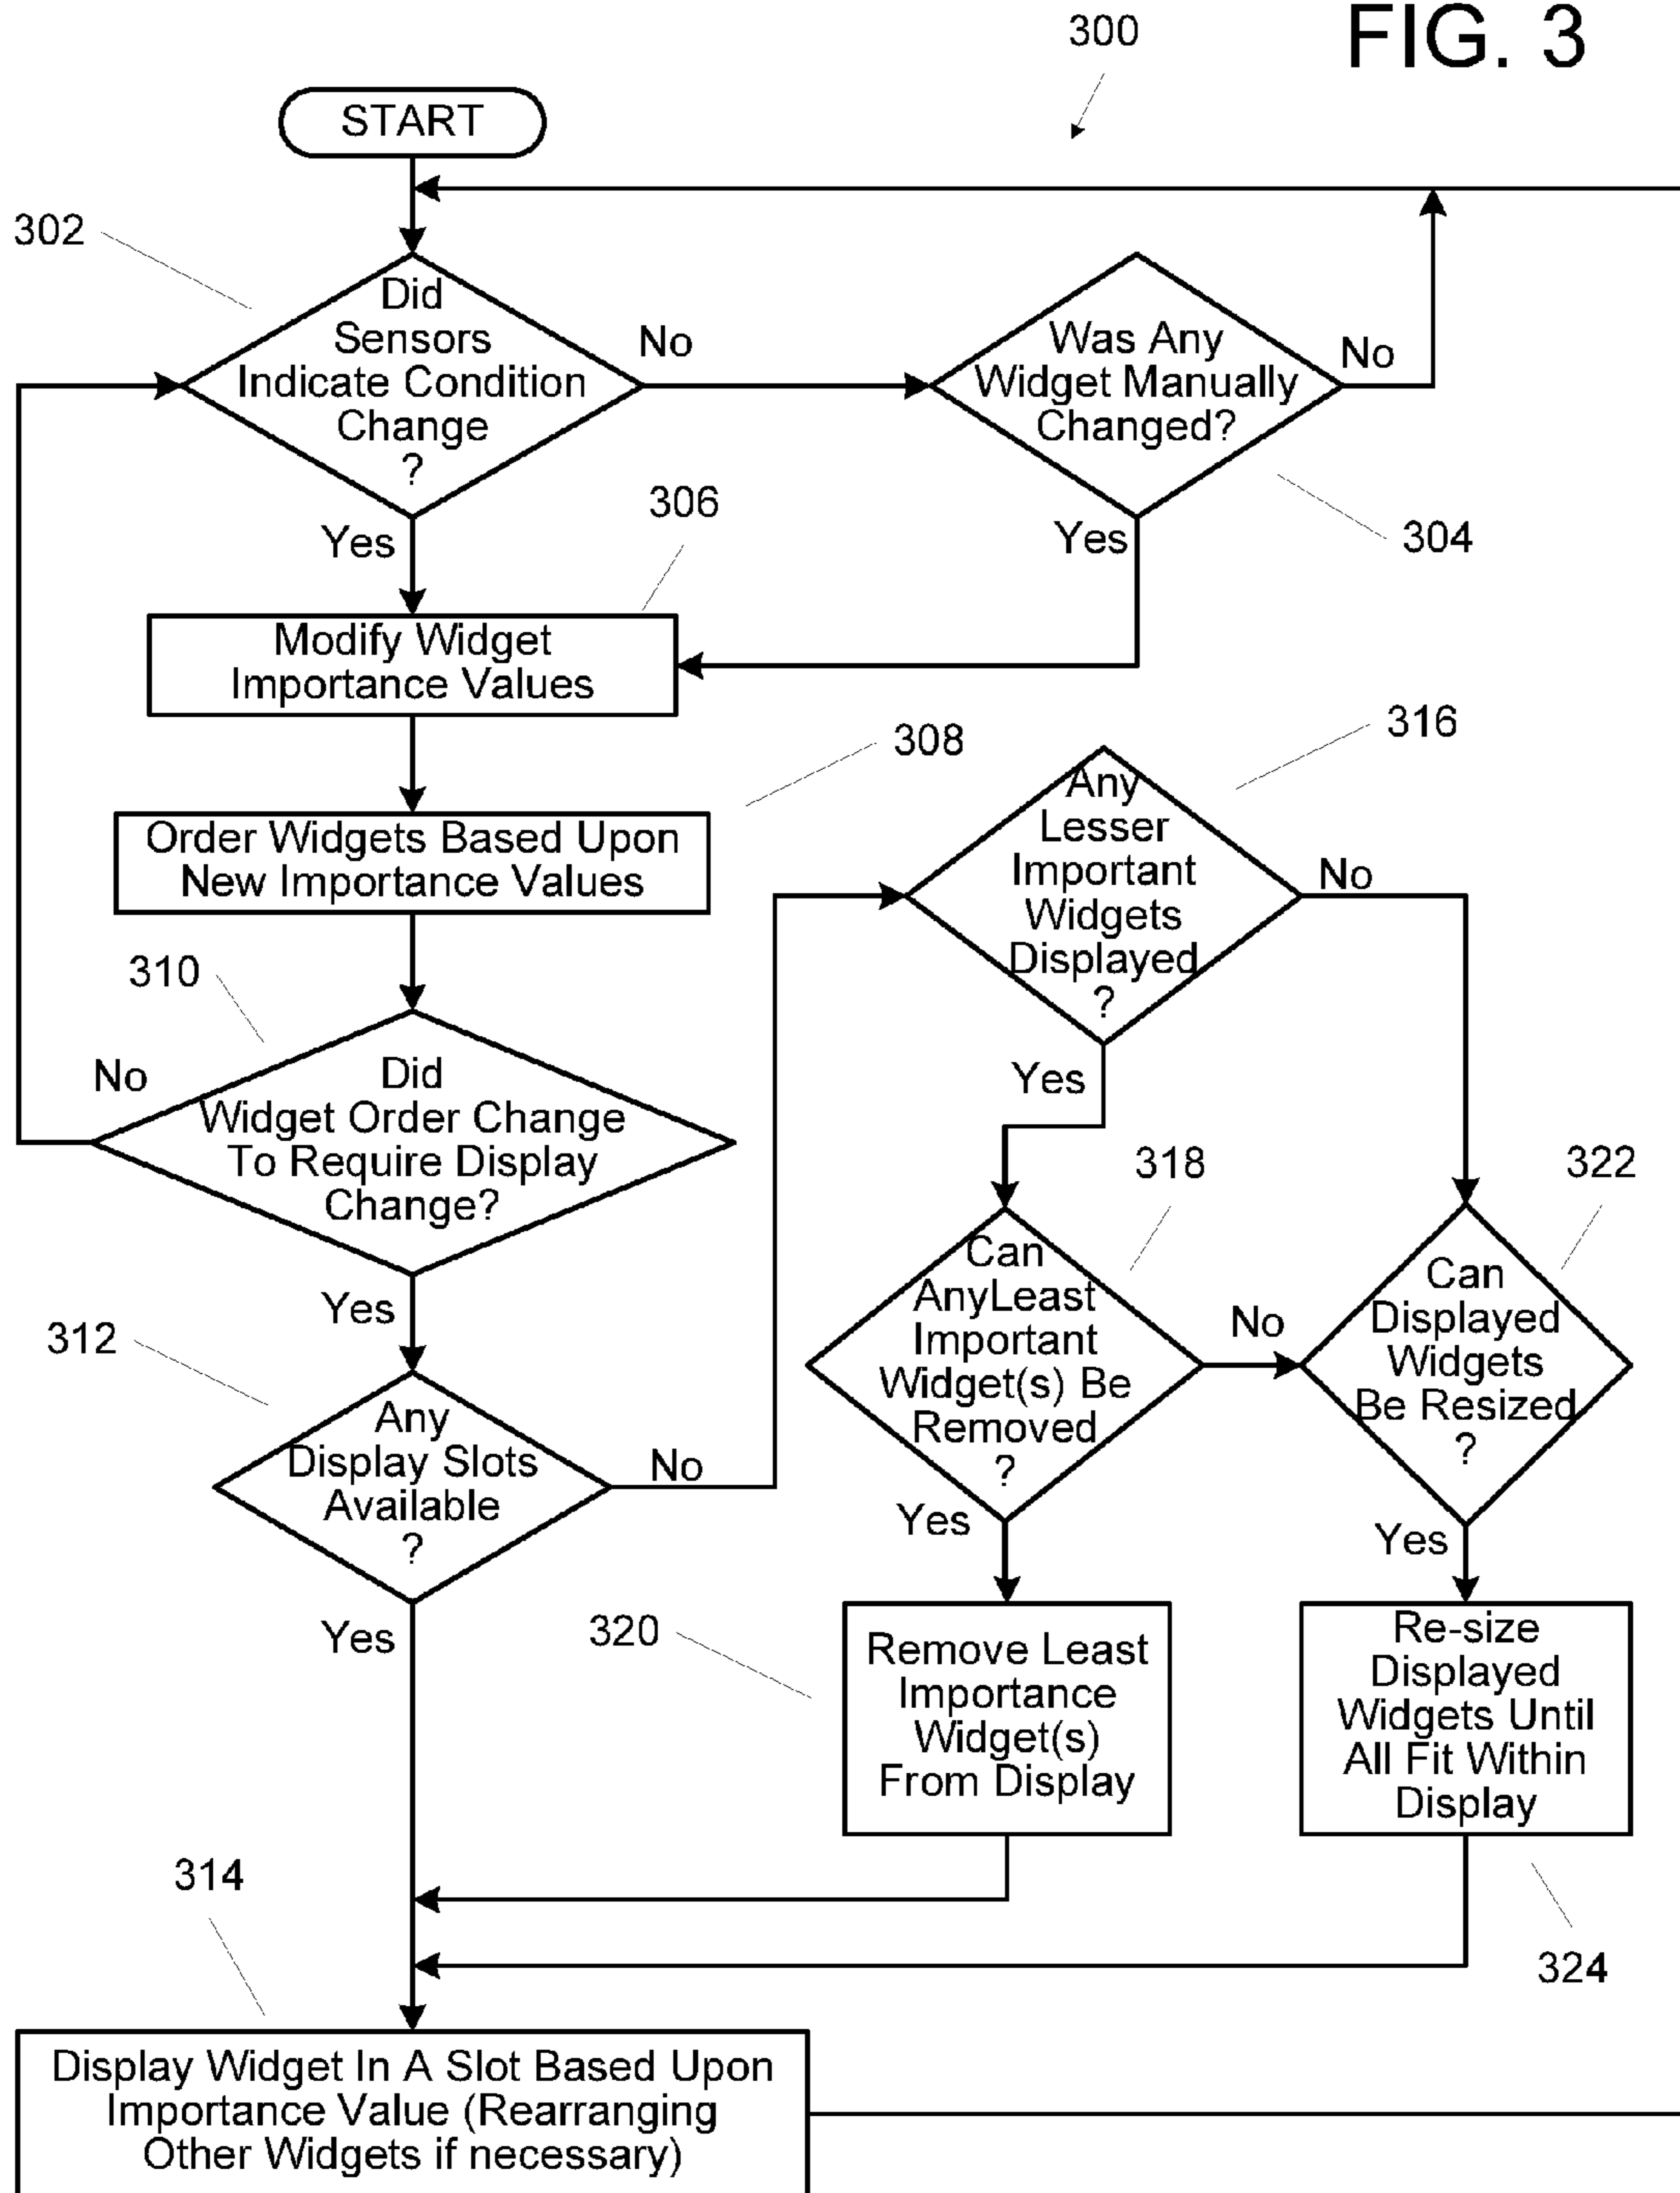 FIG. 3
300
START
302
Did
Sensors
Indicate Condition
Change
?
No
Was Any
Widget Manually
Changed?
No
Yes
306
Yes
304
Modify Widget
Importance Values
308
316
Order Widgets Based Upon
New Importance Values
Any
Lesser
Important
Widgets
Displayed
?
No
310
No
Did
Widget Order Change
To Require Display
Change?
Yes
Yes
318
322
312
Any
Display Slots
Available
?
No
Can
AnyLeast
Important
Widget(s) Be
Removed
?
No
Can
Displayed
Widgets
Be Resized
?
Yes
Yes
Yes
320
Remove Least
Importance
Widget(s)
From Display
Re-size
Displayed
Widgets Until
All Fit Within
Display
314
324
Display Widget In A Slot Based Upon
Importance Value (Rearranging
Other Widgets if necessary)